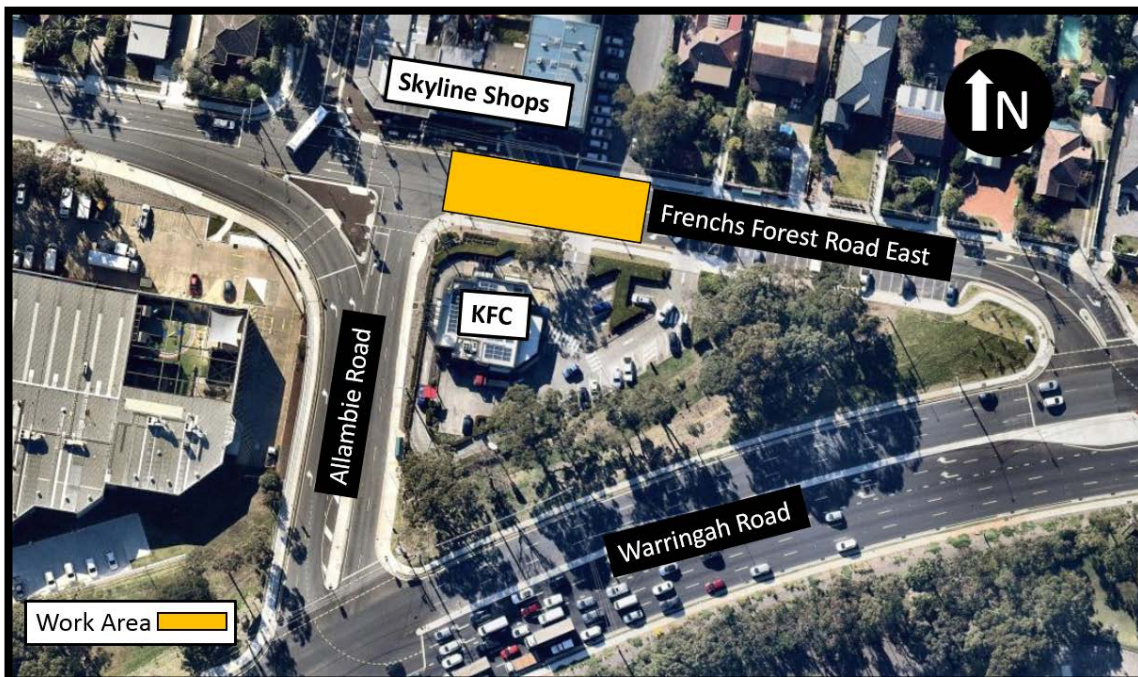 Skyline Shops
N
Frenchs Forest Road East
KFC
Allambie Road
Warringah Road
Work Area